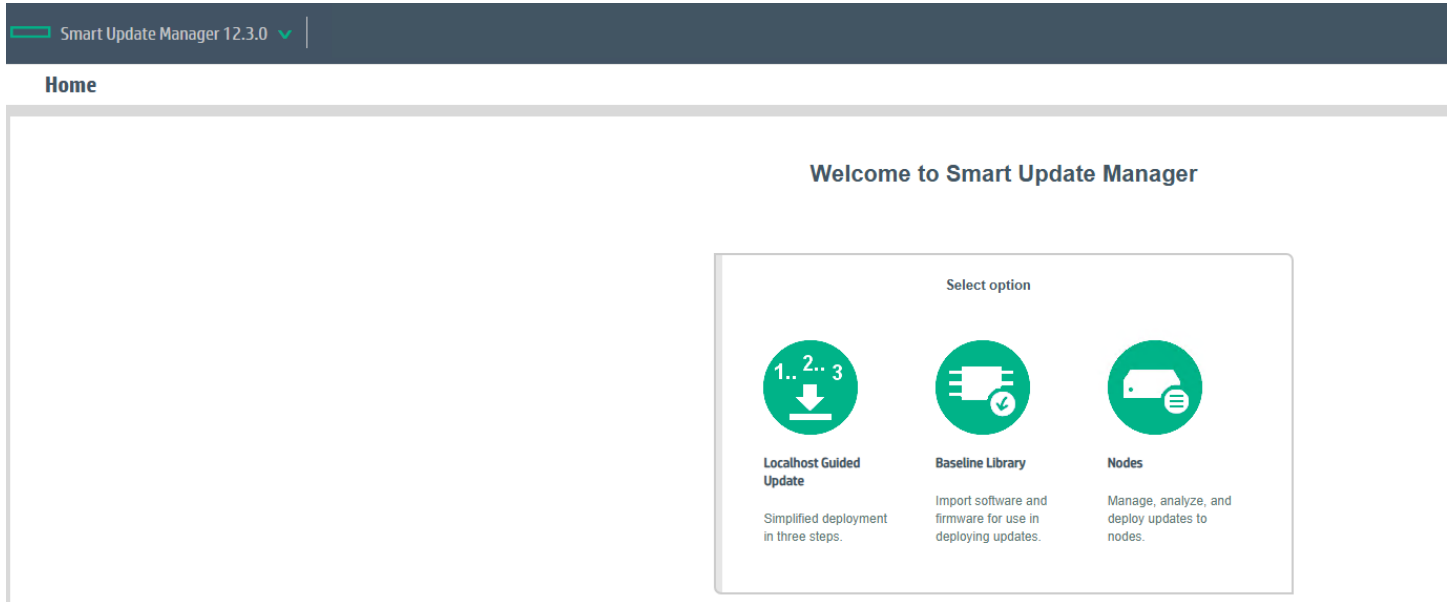 Smart Update Manager 12.3.0
Home
Welcome to Smart Update Manager
Select option
1.. 2.. 3
Localhost Guided
Update
Simplified deployment
in three steps.
Baseline Library
Import software and
firmware for use in
deploying updates.
Nodes
Manage, analyze, and
deploy updates to
nodes.